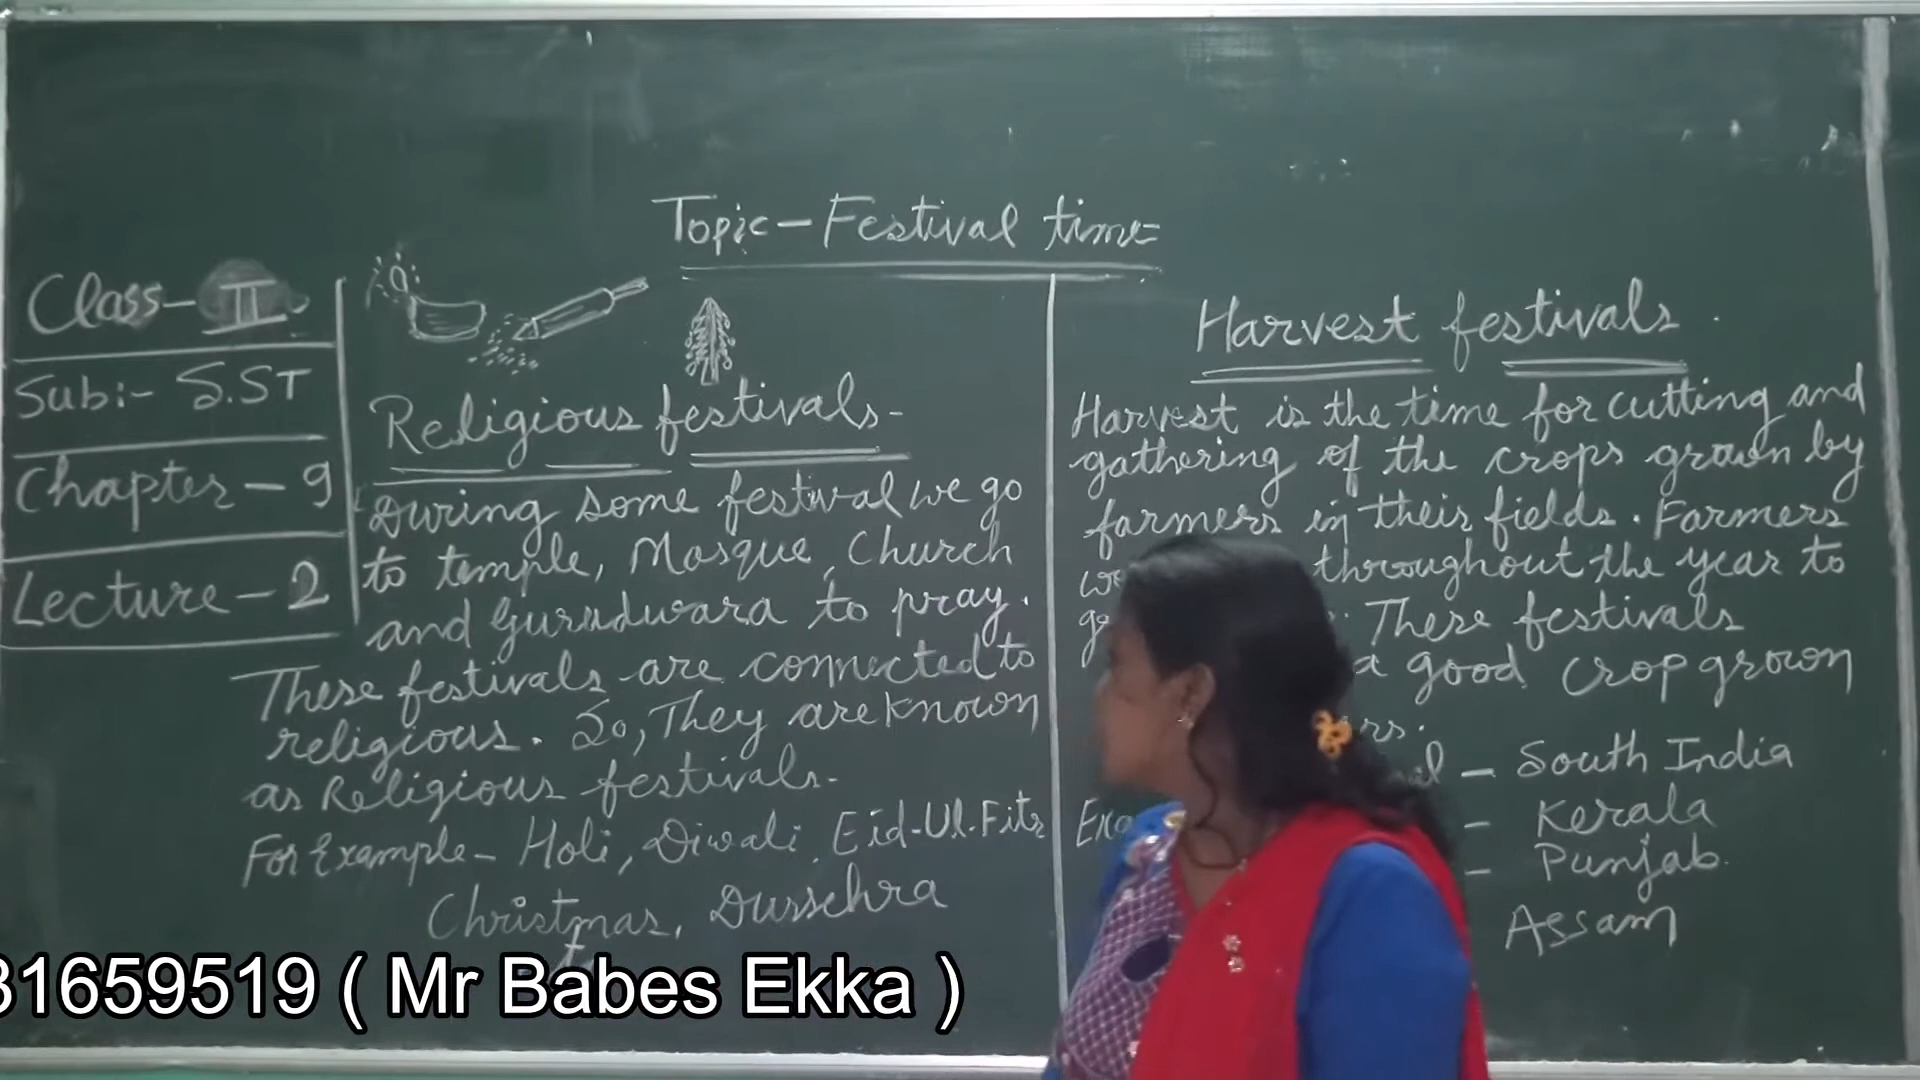 Topic - Festival time
Class - II
Sub:- S.ST
Chapter - 9
Lecture - 2
Religious festivals-
During some festival we go
to temple, Mosque, Church
and Gurudwara to pray.
These festivals are connected to
religious. So, They are known
as Religious festivals.
For Example - Holi, Diwali, Eid-Ul-Fitr
Christmas, Dussehra
Harvest festivals
Harvest is the time for cutting and
gathering of the crops grown by
farmers in their fields. Farmers
throughout the year to
These festivals
a good crop grown
- South India
- Kerala
- Punjab
Assam
31659519 ( Mr Babes Ekka )